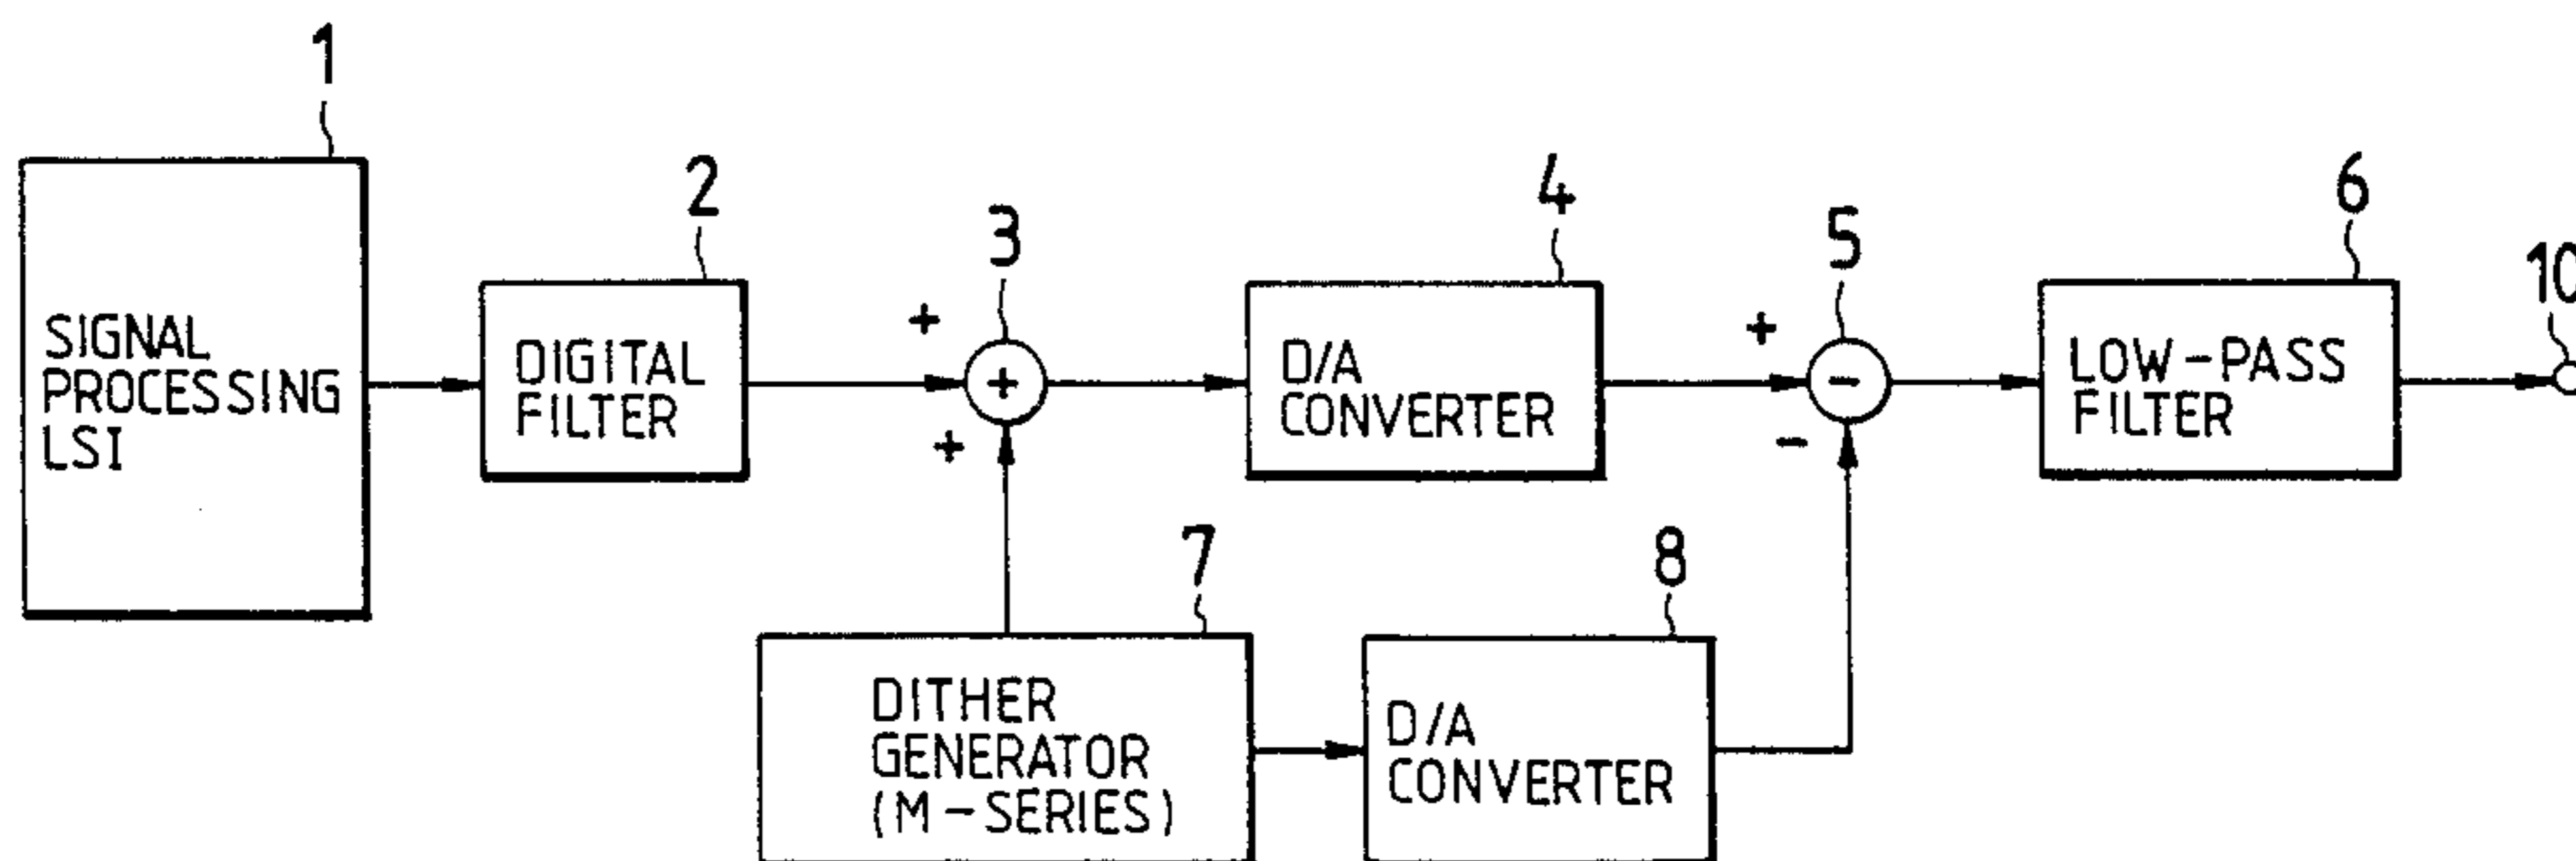 1
2
3
4
5
6
10
SIGNAL
PROCESSING
LSI
DIGITAL
FILTER
+
+
+
D/A
CONVERTER
+
-
-
LOW-PASS
FILTER
7
8
DITHER
GENERATOR
(M-SERIES)
D/A
CONVERTER